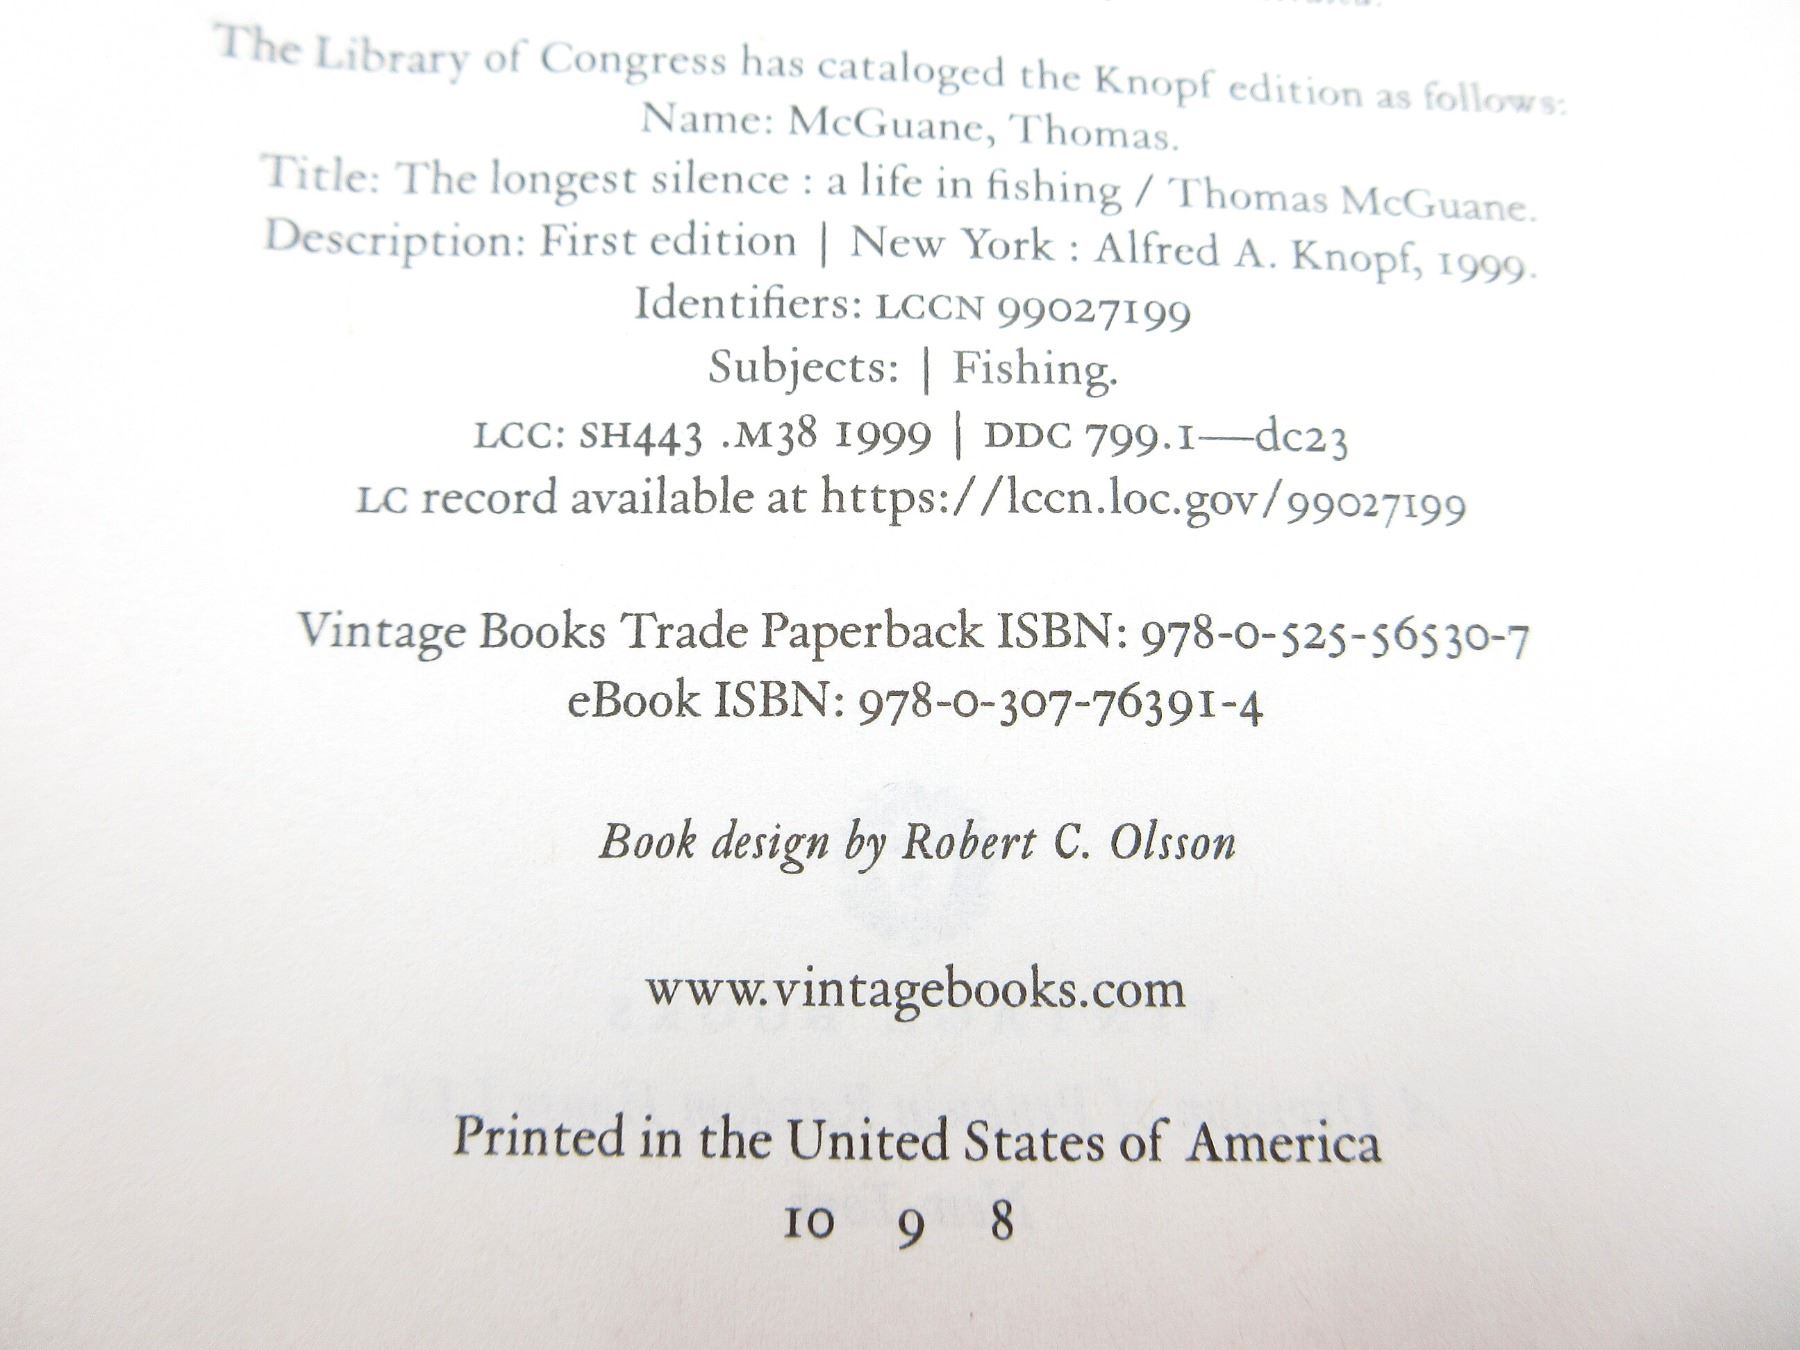 The Library of Congress has cataloged the Knopf edition as follows:
Name: McGuane, Thomas.
Title: The longest silence : a life in fishing / Thomas McGuane.
Description: First edition | New York : Alfred A. Knopf, 1999.
Identifiers: LCCN 99027199
Subjects: | Fishing.
LCC: SH443 .M38 1999 | DDC 799.1—dc23
LC record available at https://lccn.loc.gov/99027199
Vintage Books Trade Paperback ISBN: 978-0-525-56530-7
eBook ISBN: 978-0-307-76391-4
Book design by Robert C. Olsson
www.vintagebooks.com
Printed in the United States of America
10 9 8